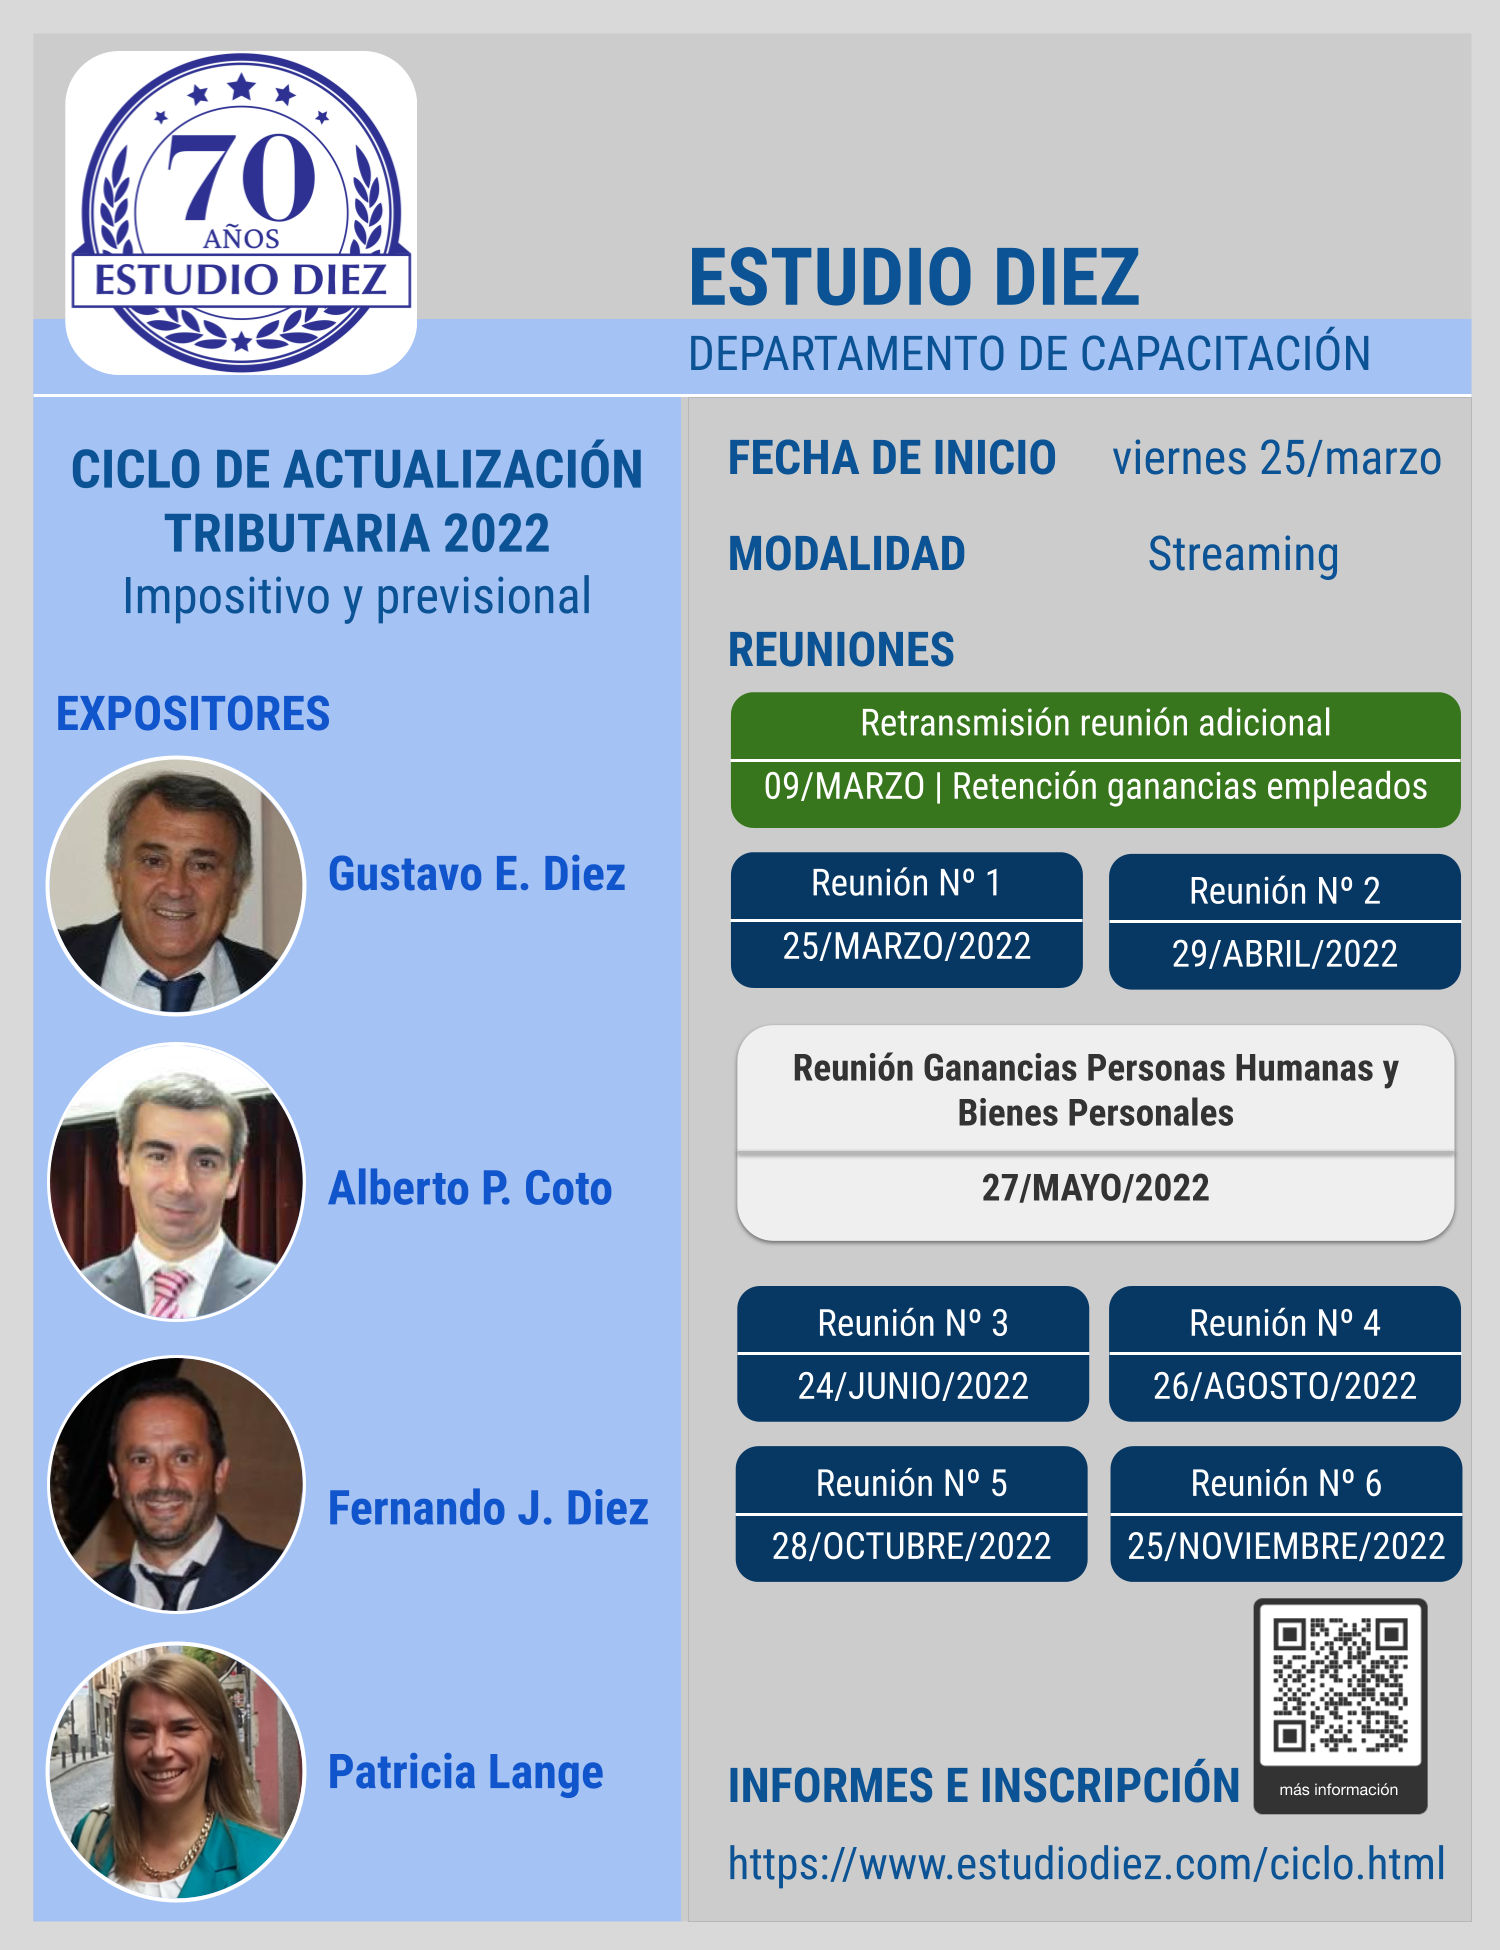 70
AÑOS
ESTUDIO DIEZ
ESTUDIO DIEZ
DEPARTAMENTO DE CAPACITACIÓN
CICLO DE ACTUALIZACIÓN
TRIBUTARIA 2022
Impositivo y previsional
EXPOSITORES
Gustavo E. Diez
Alberto P. Coto
Fernando J. Diez
Patricia Lange
FECHA DE INICIO viernes 25/marzo
MODALIDAD Streaming
REUNIONES
Retransmisión reunión adicional
09/MARZO | Retención ganancias empleados
Reunión Nº 1
25/MARZO/2022
Reunión Nº 2
29/ABRIL/2022
Reunión Ganancias Personas Humanas y
Bienes Personales
27/MAYO/2022
Reunión Nº 3
24/JUNIO/2022
Reunión Nº 4
26/AGOSTO/2022
Reunión Nº 5
28/OCTUBRE/2022
Reunión Nº 6
25/NOVIEMBRE/2022
más información
INFORMES E INSCRIPCIÓN
https://www.estudiodiez.com/ciclo.html